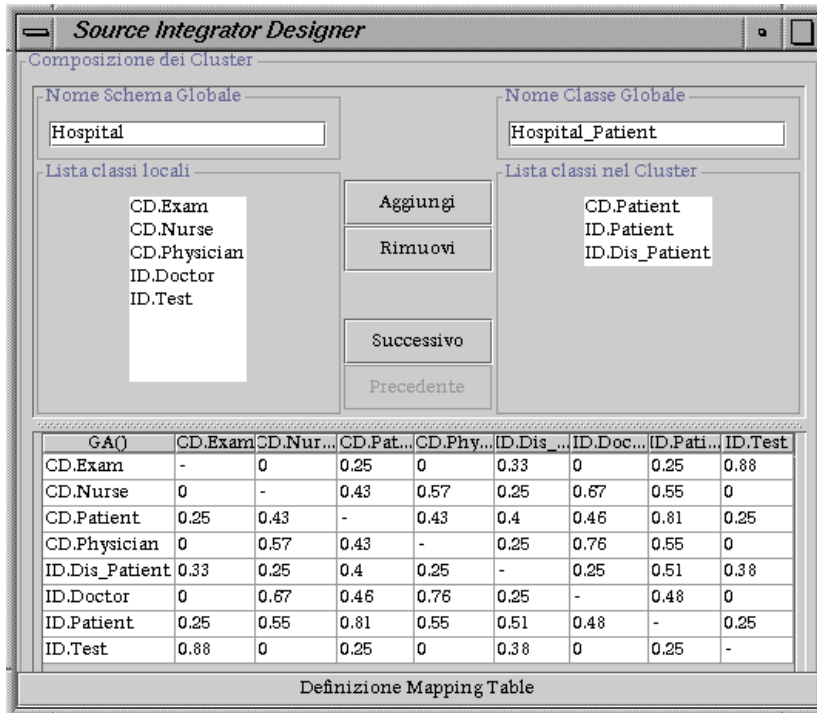 Source Integrator Designer
Composizione dei Cluster
Nome Schema Globale
Nome Classe Globale
Hospital
Hospital_Patient
Lista classi locali
Lista classi nel Cluster
CD.Exam
CD.Nurse
CD.Physician
ID.Doctor
ID.Test
Aggiungi
Rimuovi
Successivo
Precedente
CD.Patient
ID.Patient
ID.Dis_Patient
GA() CD.Exam CD.Nur... CD.Pat... CD.Phy... ID.Dis_... ID.Doc... ID.Pati... ID.Test
CD.Exam - 0 0.25 0 0.33 0 0.25 0.88
CD.Nurse 0 - 0.43 0.57 0.25 0.67 0.55 0
CD.Patient 0.25 0.43 - 0.43 0.4 0.46 0.81 0.25
CD.Physician 0 0.57 0.43 - 0.25 0.76 0.55 0
ID.Dis_Patient 0.33 0.25 0.4 0.25 - 0.25 0.51 0.38
ID.Doctor 0 0.67 0.46 0.76 0.25 - 0.48 0
ID.Patient 0.25 0.55 0.81 0.55 0.51 0.48 - 0.25
ID.Test 0.88 0 0.25 0 0.38 0 0.25 -
Definizione Mapping Table